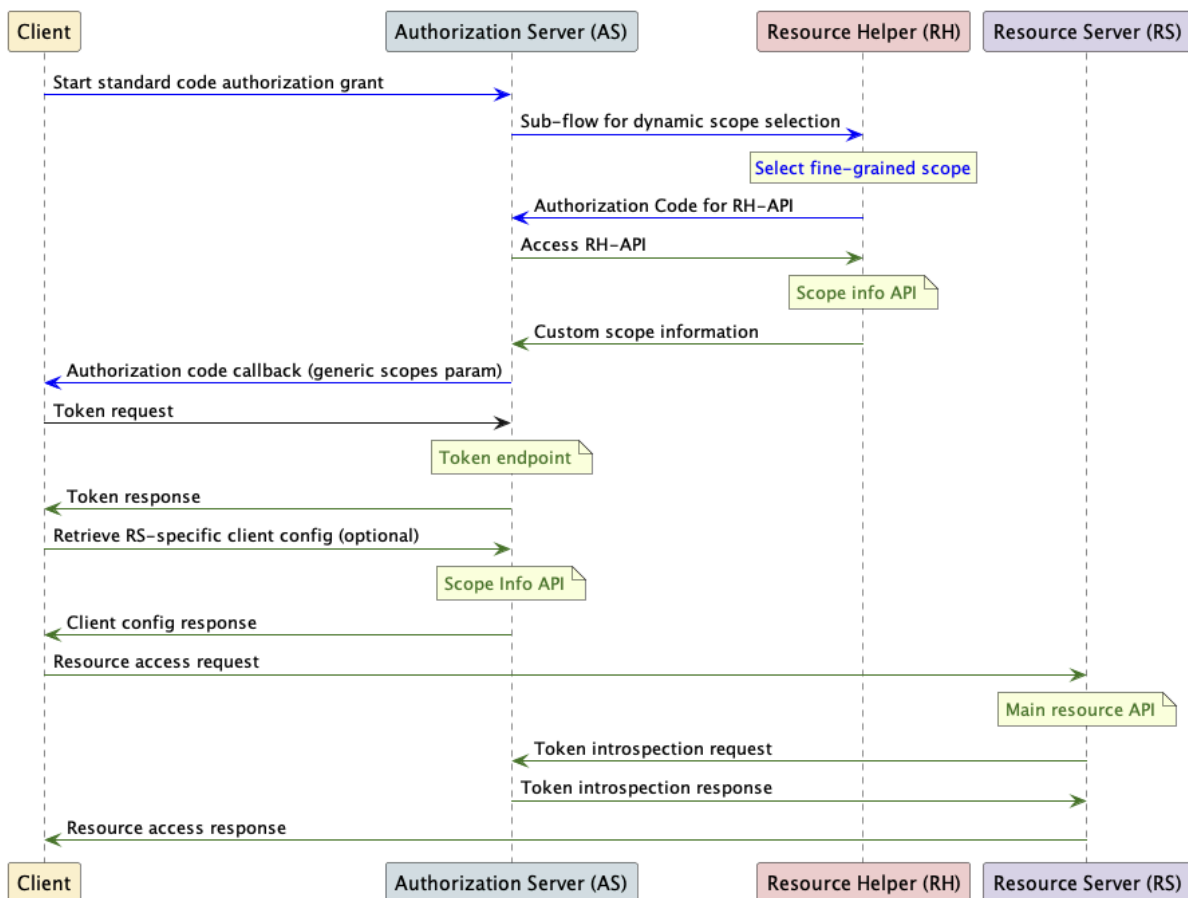 Client
Authorization Server (AS)
Resource Helper (RH)
Resource Server (RS)
Start standard code authorization grant
Sub-flow for dynamic scope selection
Select fine-grained scope
Authorization Code for RH-API
Access RH-API
Scope info API
Custom scope information
Authorization code callback (generic scopes param)
Token request
Token endpoint
Token response
Retrieve RS-specific client config (optional)
Scope Info API
Client config response
Resource access request
Main resource API
Token introspection request
Token introspection response
Resource access response
Client
Authorization Server (AS)
Resource Helper (RH)
Resource Server (RS)